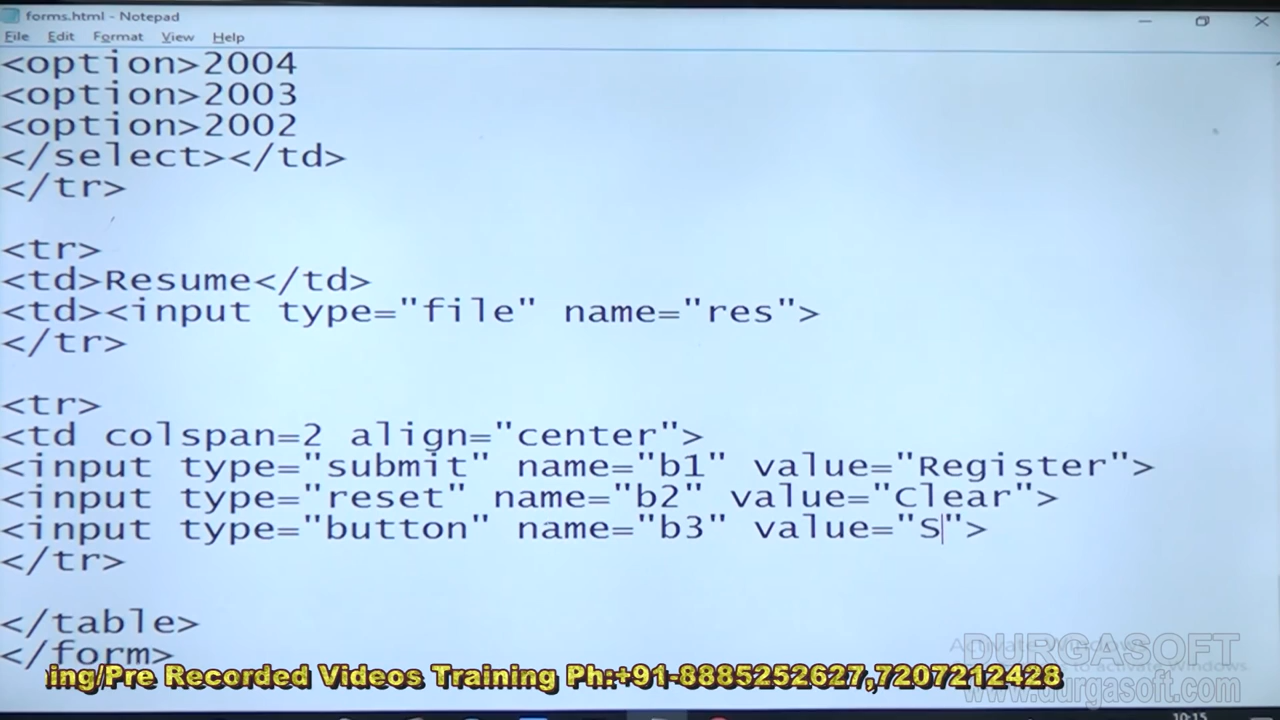 forms.html - Notepad
File Edit Format View Help
<option>2004
<option>2003
<option>2002
</select></td>
</tr>
<tr>
<td>Resume</td>
<td><input type="file" name="res">
</tr>
<tr>
<td colspan=2 align="center">
<input type="submit" name="b1" value="Register">
<input type="reset" name="b2" value="Clear">
<input type="button" name="b3" value="S">
</tr>
</table>
</form>
DURGASOFT
ing/Pre Recorded Videos Training Ph:+91-8885252627,7207212428
www.durgasoft.com
10:15